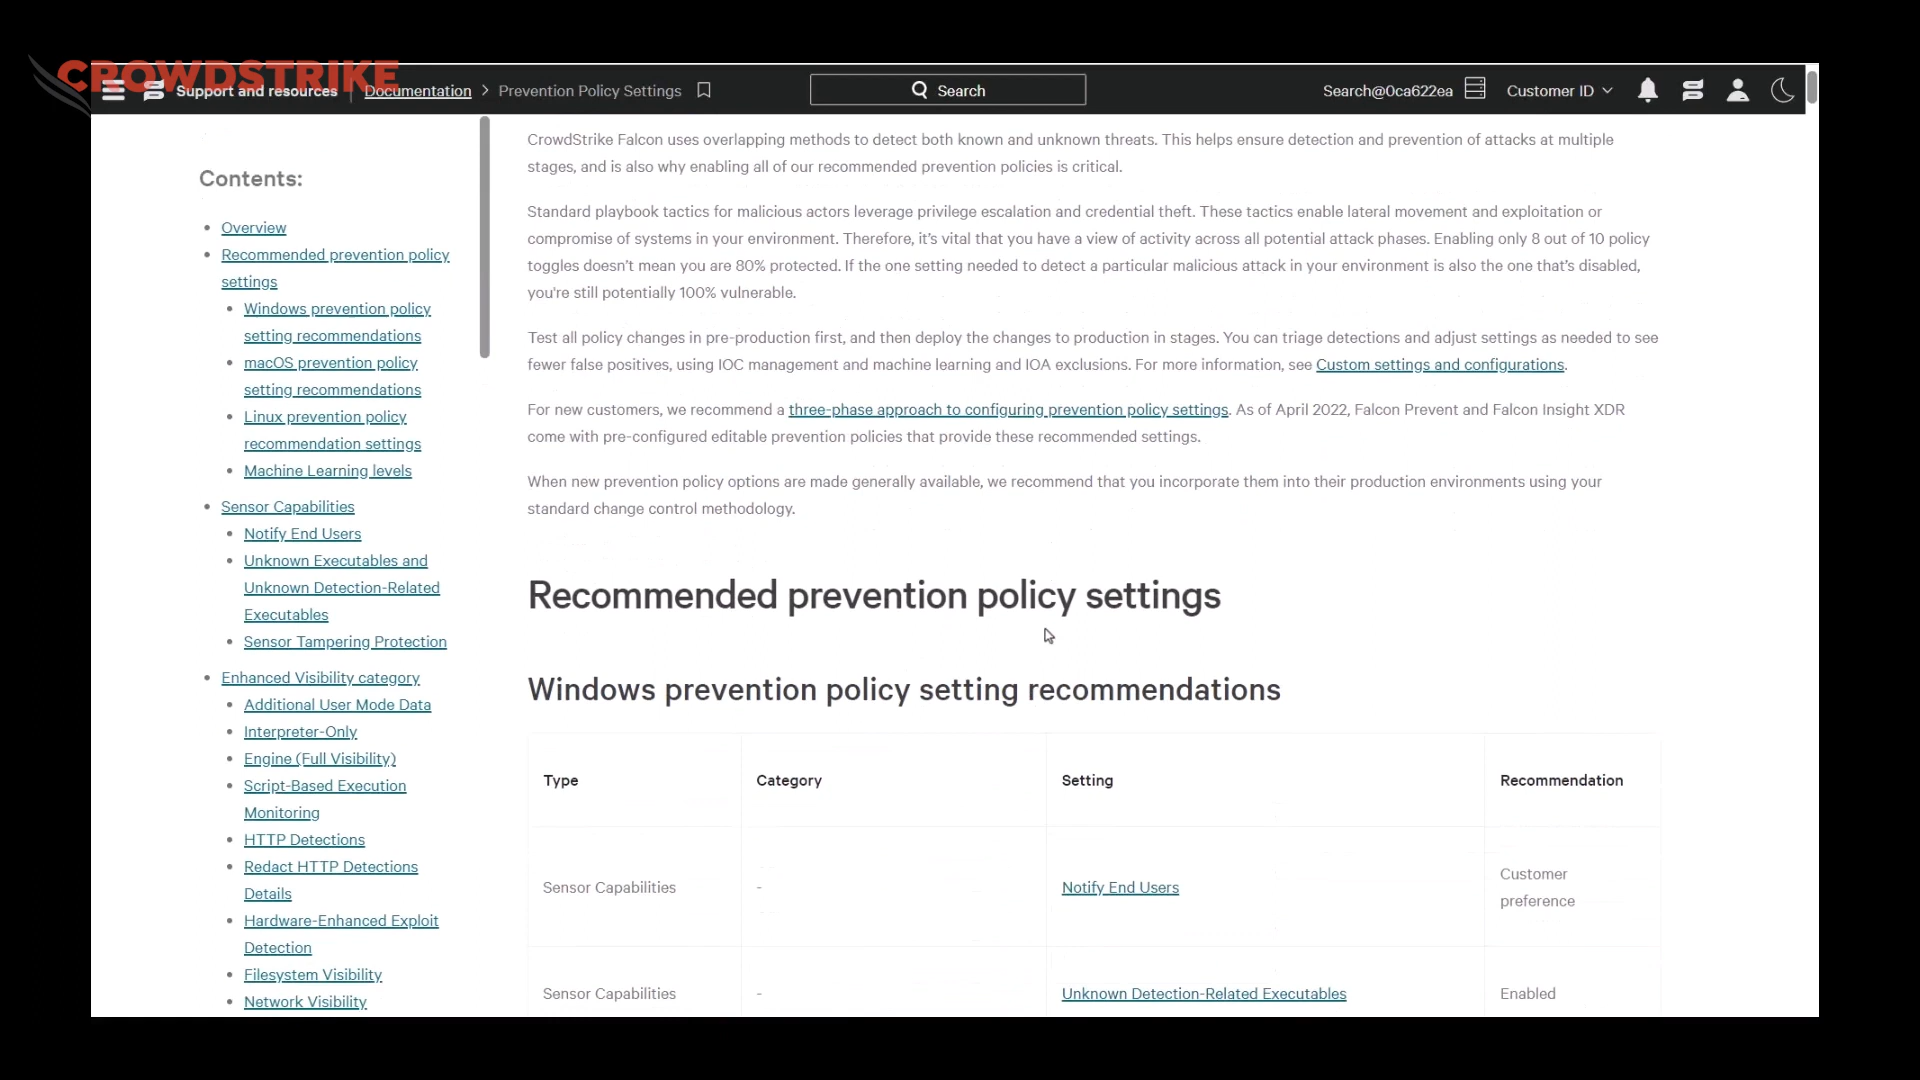 CROWDSTRIKE
Support and resources
Documentation
Prevention Policy Settings
Search
Search@0ca622ea
Customer ID
Contents:
Overview
Recommended prevention policy
settings
Windows prevention policy
setting recommendations
macOS prevention policy
setting recommendations
Linux prevention policy
recommendation settings
Machine Learning levels
Sensor Capabilities
Notify End Users
Unknown Executables and
Unknown Detection-Related
Executables
Sensor Tampering Protection
Enhanced Visibility category
Additional User Mode Data
Interpreter-Only
Engine (Full Visibility)
Script-Based Execution
Monitoring
HTTP Detections
Redact HTTP Detections
Details
Hardware-Enhanced Exploit
Detection
Filesystem Visibility
Network Visibility
CrowdStrike Falcon uses overlapping methods to detect both known and unknown threats. This helps ensure detection and prevention of attacks at multiple
stages, and is also why enabling all of our recommended prevention policies is critical.
Standard playbook tactics for malicious actors leverage privilege escalation and credential theft. These tactics enable lateral movement and exploitation or
compromise of systems in your environment. Therefore, it's vital that you have a view of activity across all potential attack phases. Enabling only 8 out of 10 policy
toggles doesn't mean you are 80% protected. If the one setting needed to detect a particular malicious attack in your environment is also the one that's disabled,
you're still potentially 100% vulnerable.
Test all policy changes in pre-production first, and then deploy the changes to production in stages. You can triage detections and adjust settings as needed to see
fewer false positives, using IOC management and machine learning and IOA exclusions. For more information, see Custom settings and configurations.
For new customers, we recommend a three-phase approach to configuring prevention policy settings. As of April 2022, Falcon Prevent and Falcon Insight XDR
come with pre-configured editable prevention policies that provide these recommended settings.
When new prevention policy options are made generally available, we recommend that you incorporate them into their production environments using your
standard change control methodology.
Recommended prevention policy settings
Windows prevention policy setting recommendations
Type Category Setting Recommendation
Sensor Capabilities - Notify End Users Customer
preference
Sensor Capabilities - Unknown Detection-Related Executables Enabled